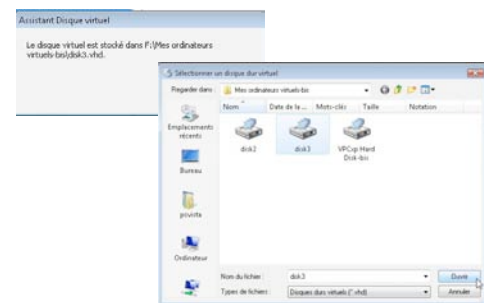 Assistant Disque virtuel
Le disque virtuel est stocké dans F:\Mes ordinateurs
virtuels-bis\disk3.vhd.
Sélectionner un disque dur virtuel
Regarder dans : Mes ordinateurs virtuels-bis
Nom Date de la ... Mots-clés Taille Notation
Emplacements
récents
Bureau
pcvista
Ordinateur
disk2 disk3 VPCxp Hard
Disk-bis
Nom du fichier : disk3 Ouvrir
Types de fichiers : Disques durs virtuels (*.vhd) Annuler